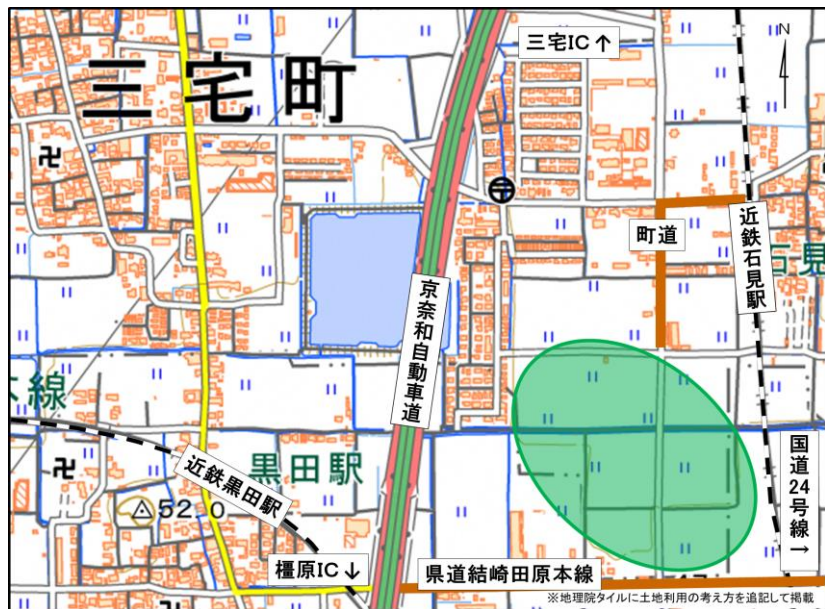 三宅IC↑
N
三宅町
町道
近鉄石見駅
石見
京奈和自動車道
本線
近鉄黒田駅
黒田駅
52.0
国道24号線→
橿原IC↓
県道結崎田原本線
※地理院タイルに土地利用の考え方を追記して掲載